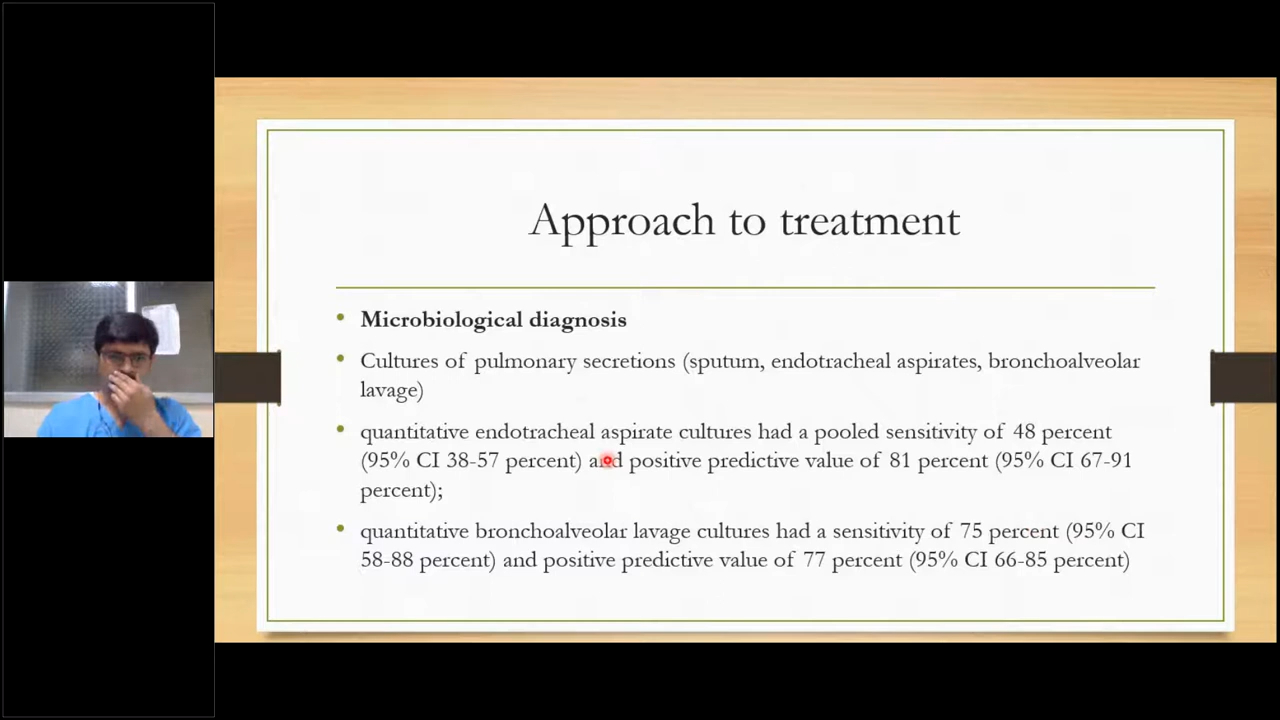 Approach to treatment
Microbiological diagnosis
Cultures of pulmonary secretions (sputum, endotracheal aspirates, bronchoalveolar
lavage)
quantitative endotracheal aspirate cultures had a pooled sensitivity of 48 percent
(95% CI 38-57 percent) and positive predictive value of 81 percent (95% CI 67-91
percent);
quantitative bronchoalveolar lavage cultures had a sensitivity of 75 percent (95% CI
58-88 percent) and positive predictive value of 77 percent (95% CI 66-85 percent)